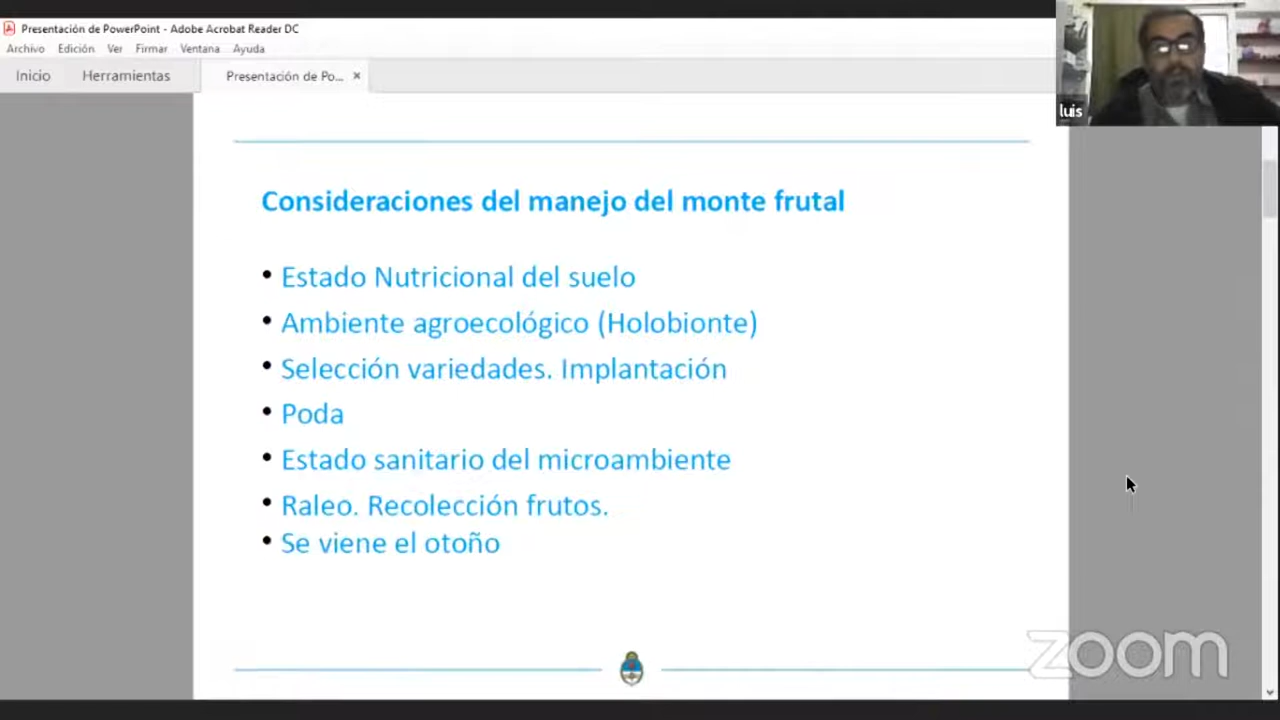 Presentación de PowerPoint - Adobe Acrobat Reader DC
Archivo Edición Ver Firmar Ventana Ayuda
Inicio Herramientas Presentación de Po... ×
luis
Consideraciones del manejo del monte frutal
• Estado Nutricional del suelo
• Ambiente agroecológico (Holobionte)
• Selección variedades. Implantación
• Poda
• Estado sanitario del microambiente
• Raleo. Recolección frutos.
• Se viene el otoño
zoom